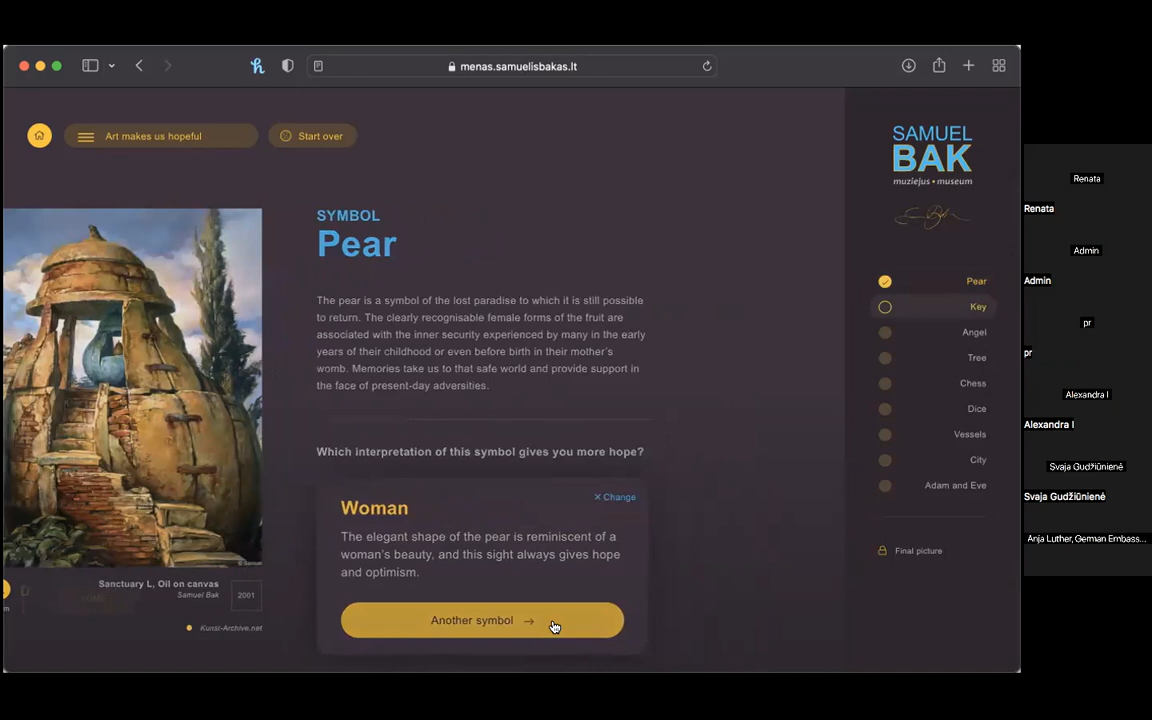 menas.samuelisbakas.lt
Art makes us hopeful
Start over
SAMUEL
BAK
muziejus • museum
SYMBOL
Pear
The pear is a symbol of the lost paradise to which it is still possible
to return. The clearly recognisable female forms of the fruit are
associated with the inner security experienced by many in the early
years of their childhood or even before birth in their mother's
womb. Memories take us to that safe world and provide support in
the face of present-day adversities.
Which interpretation of this symbol gives you more hope?
× Change
Woman
The elegant shape of the pear is reminiscent of a
woman's beauty, and this sight always gives hope
and optimism.
Another symbol →
Sanctuary L, Oil on canvas
Samuel Bak
2001
Kunst-Archive.net
Pear
Key
Angel
Tree
Chess
Dice
Vessels
City
Adam and Eve
Final picture
Renata
Renata
Admin
Admin
pr
pr
Alexandra I
Alexandra I
Svaja Gudžiūnienė
Svaja Gudžiūnienė
Anja Luther, German Embass...